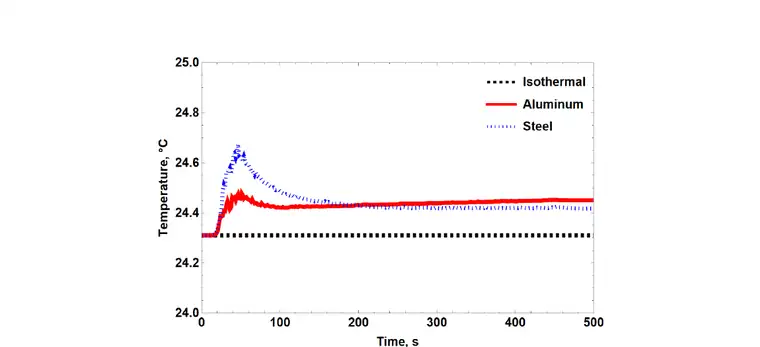 25.0
24.8
24.6
24.4
24.2
24.0
Temperature, °C
Isothermal
Aluminum
Steel
0 100 200 300 400 500
Time, s